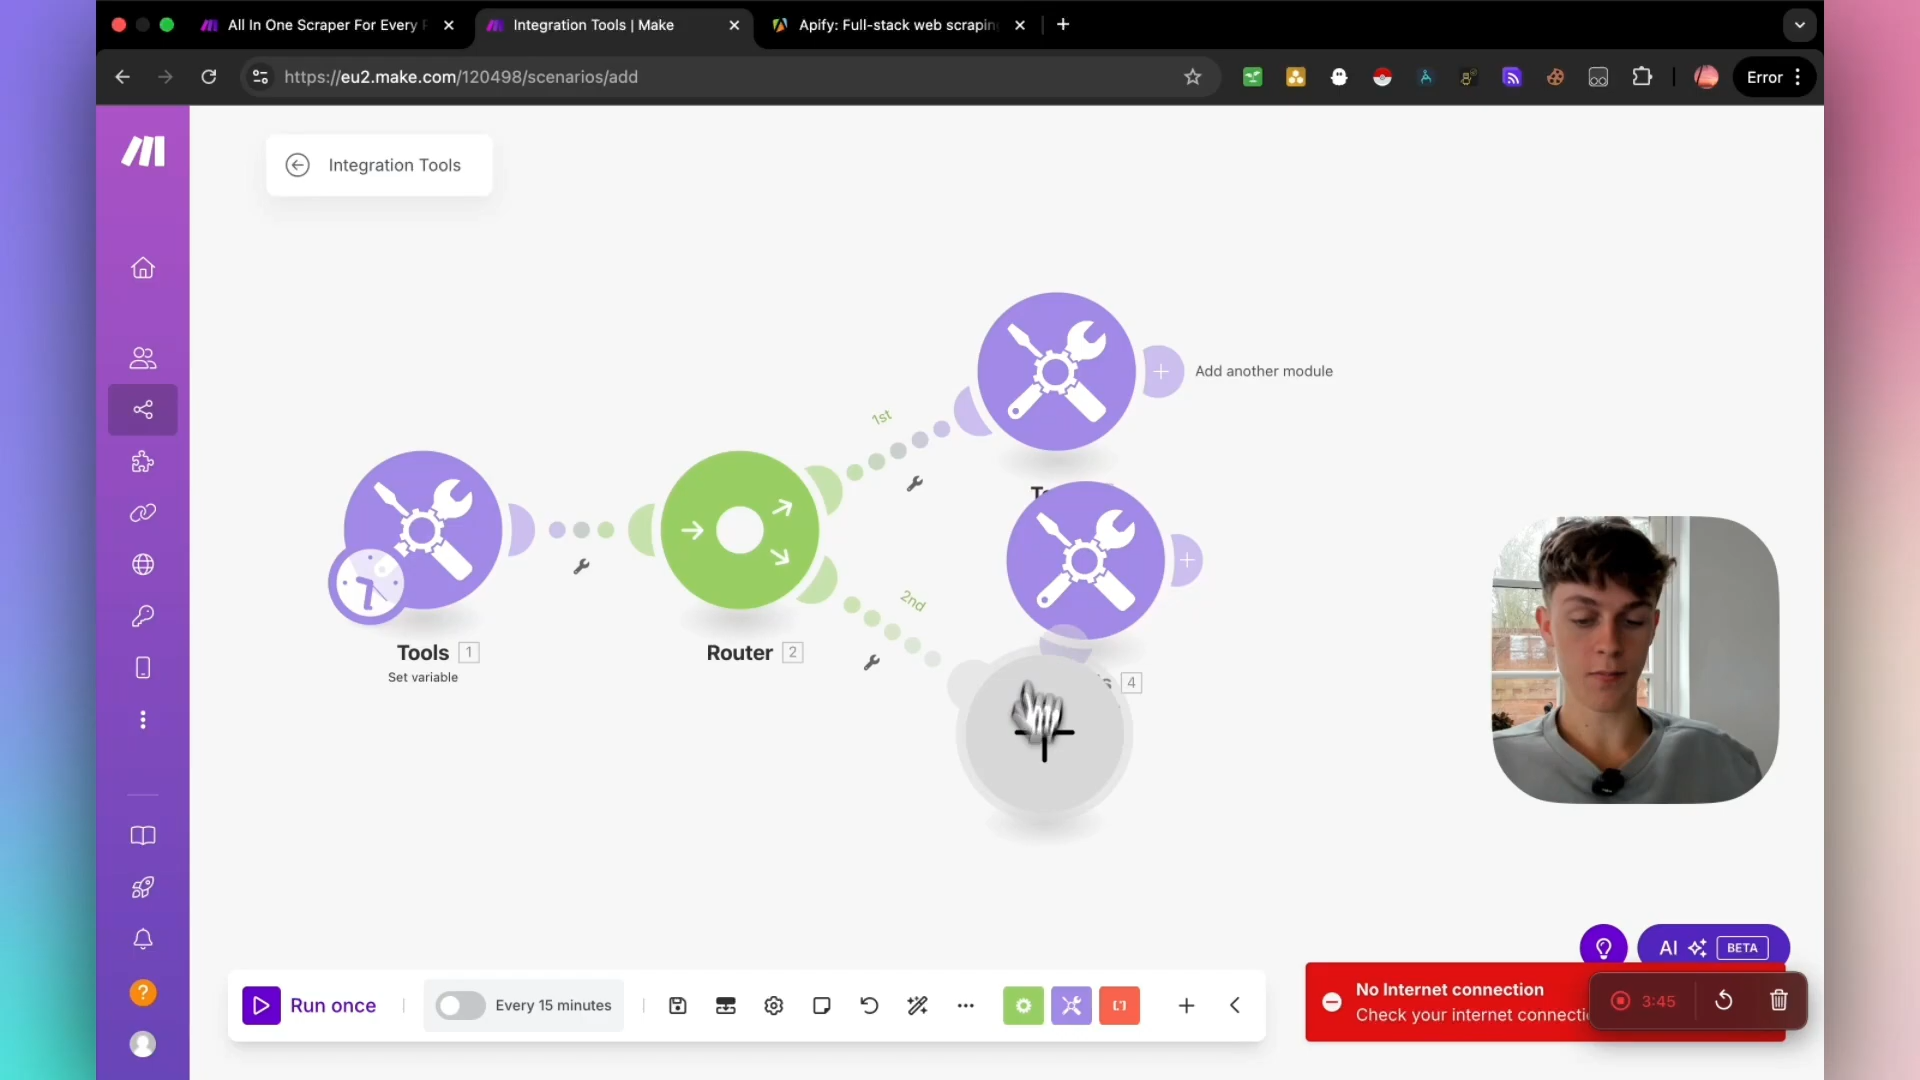 All In One Scraper For Every
Integration Tools | Make
Apify: Full-stack web scraping
https://eu2.make.com/120498/scenarios/add
Error
Integration Tools
1st
Add another module
2nd
Tools 1
Set variable
Router 2
4
AI BETA
Run once
Every 15 minutes
No Internet connection
Check your internet connecti
3:45